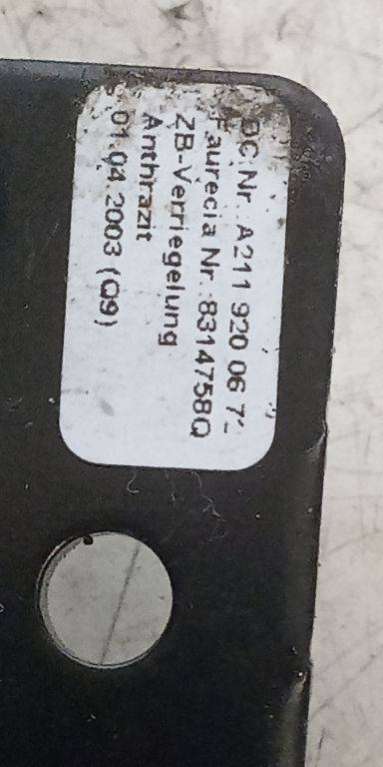 DC Nr.: A211 920 06 72
Faurecia Nr.:8314758Q
ZB-Verriegelung
Anthrazit
01.04.2003 (Q9)